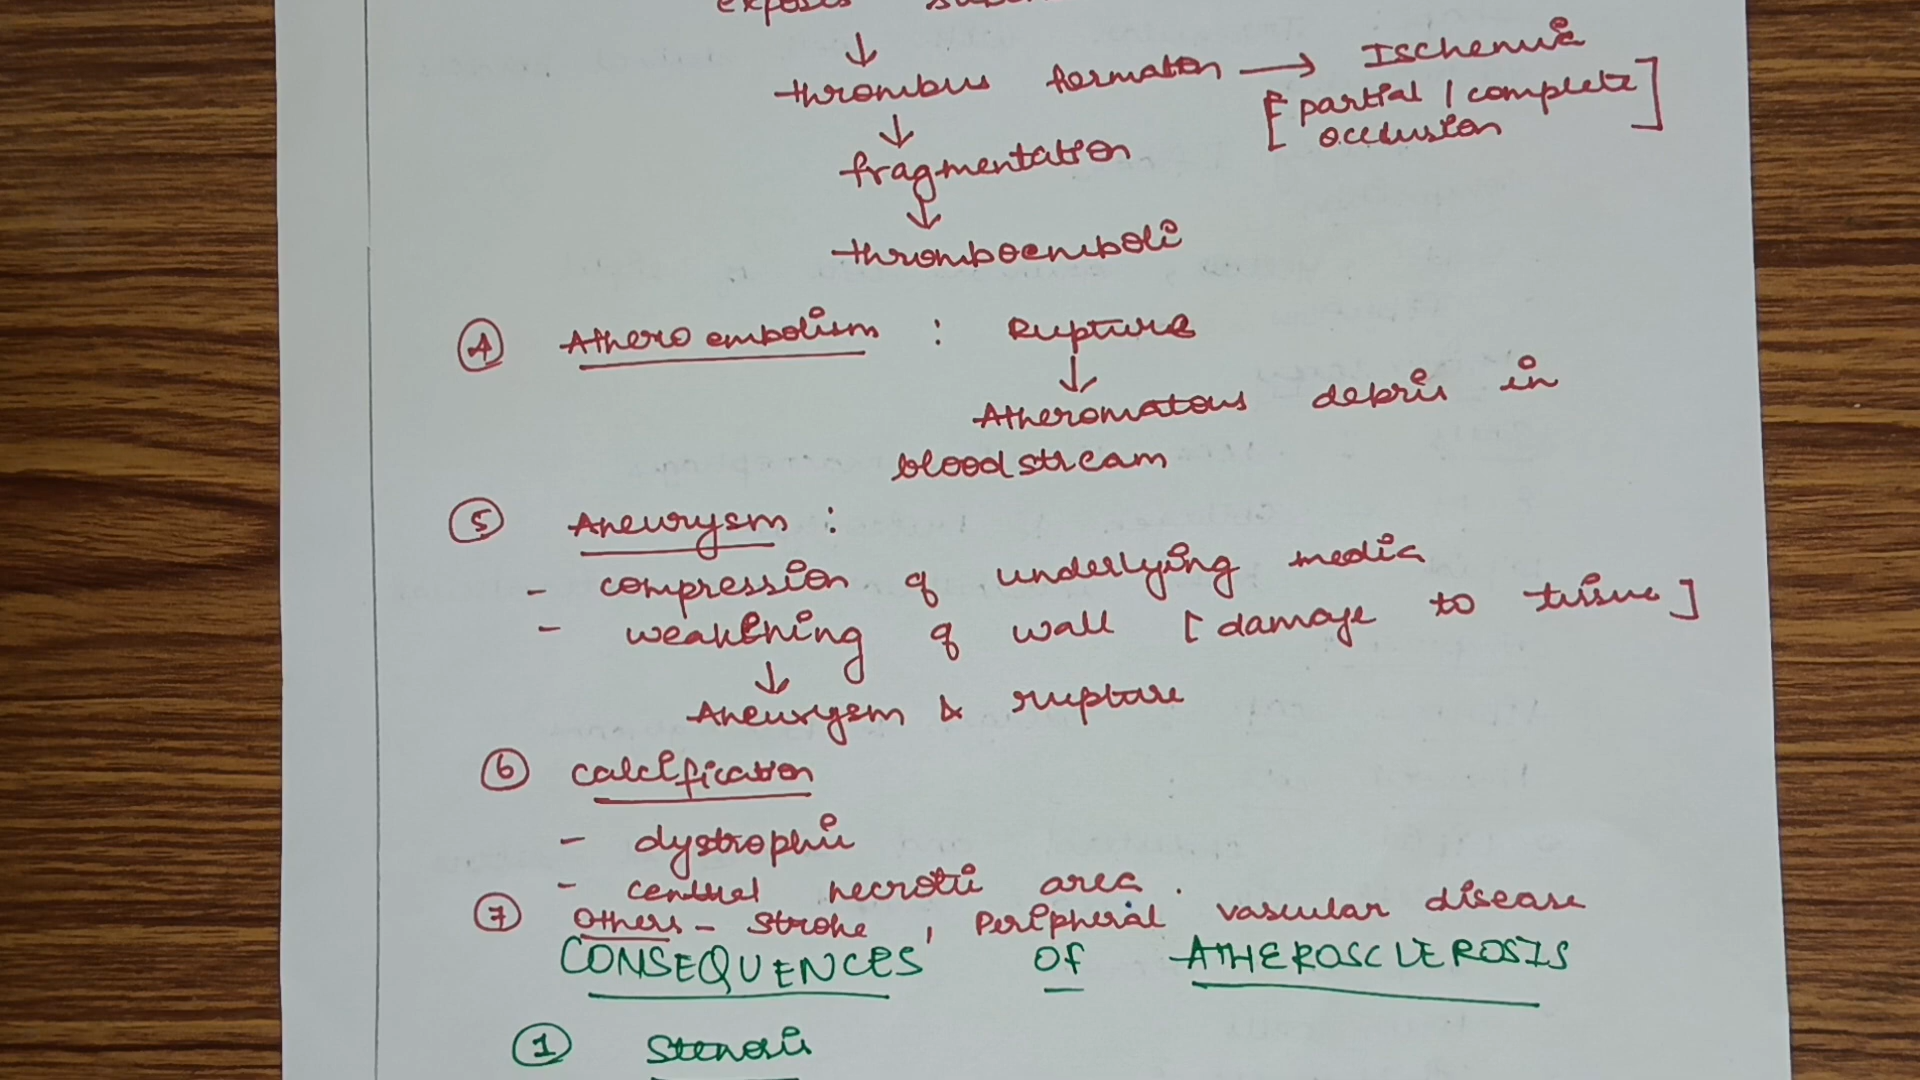 exposes
↓
thrombus formation → Ischemia
[partial / complete]
occlusion
↓
fragmentation
↓
thromboemboli
④ Athero embolism : Rupture
↓
Atheromatous debris in
bloodstream
⑤ Aneurysm :
- compression of underlying media
- weakening of wall [damage to tissue]
↓
Aneurysm & rupture
⑥ calcification
- dystrophic
- central necrotic area.
⑦ Others - Stroke, Peripheral vascular disease
CONSEQUENCES OF ATHEROSCLEROSIS
① Stenosis